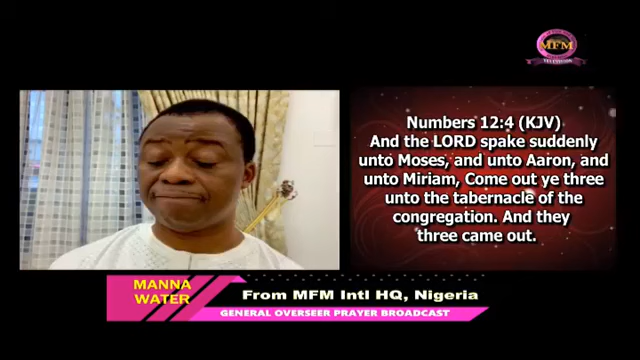 MFM
TELEVISION
Numbers 12:4 (KJV)
And the LORD spake suddenly
unto Moses, and unto Aaron, and
unto Miriam, Come out ye three
unto the tabernacle of the
congregation. And they
three came out.
MANNA
WATER
From MFM Intl HQ, Nigeria
GENERAL OVERSEER PRAYER BROADCAST